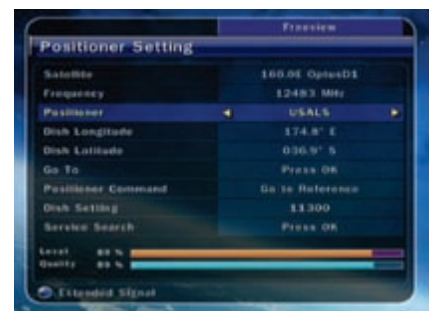 Freeview
Positioner Setting
Satellite 160.0E OptusD1
Frequency 12483 MHz
Positioner USALS
Dish Longitude 174.8° E
Dish Latitude 036.9° S
Go To Press OK
Positioner Command Go to Reference
Dish Setting 11300
Service Search Press OK
Level 89 %
Quality 89 %
Extended Signal